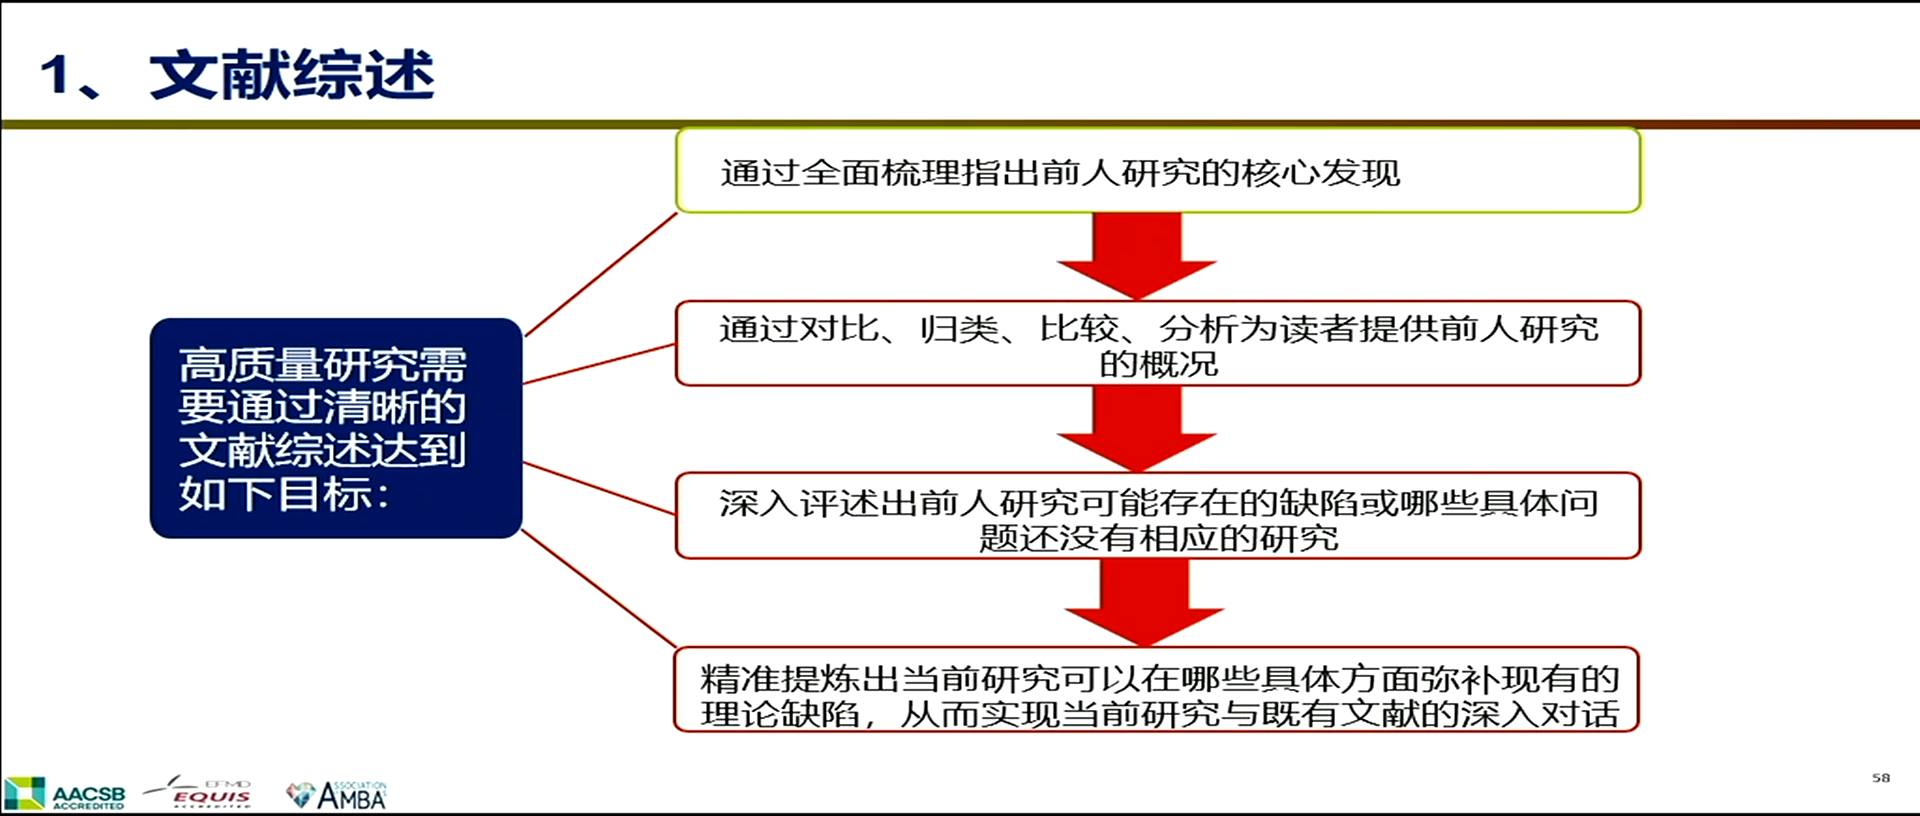 1、文献综述
通过全面梳理指出前人研究的核心发现
通过对比、归类、比较、分析为读者提供前人研究
的概况
高质量研究需
要通过清晰的
文献综述达到
如下目标：
深入评述出前人研究可能存在的缺陷或哪些具体问
题还没有相应的研究
精准提炼出当前研究可以在哪些具体方面弥补现有的
理论缺陷，从而实现当前研究与既有文献的深入对话
AACSB
ACCREDITED
EFMD
EQUIS
ACCREDITED
ASSOCIATION
AMBA
58